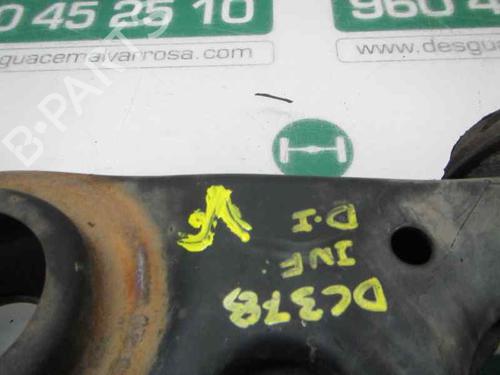 0 45 25 10
960 4
guacemalvarrosa.com
www.desgu
B-PARTS
D.I
INF
DC378